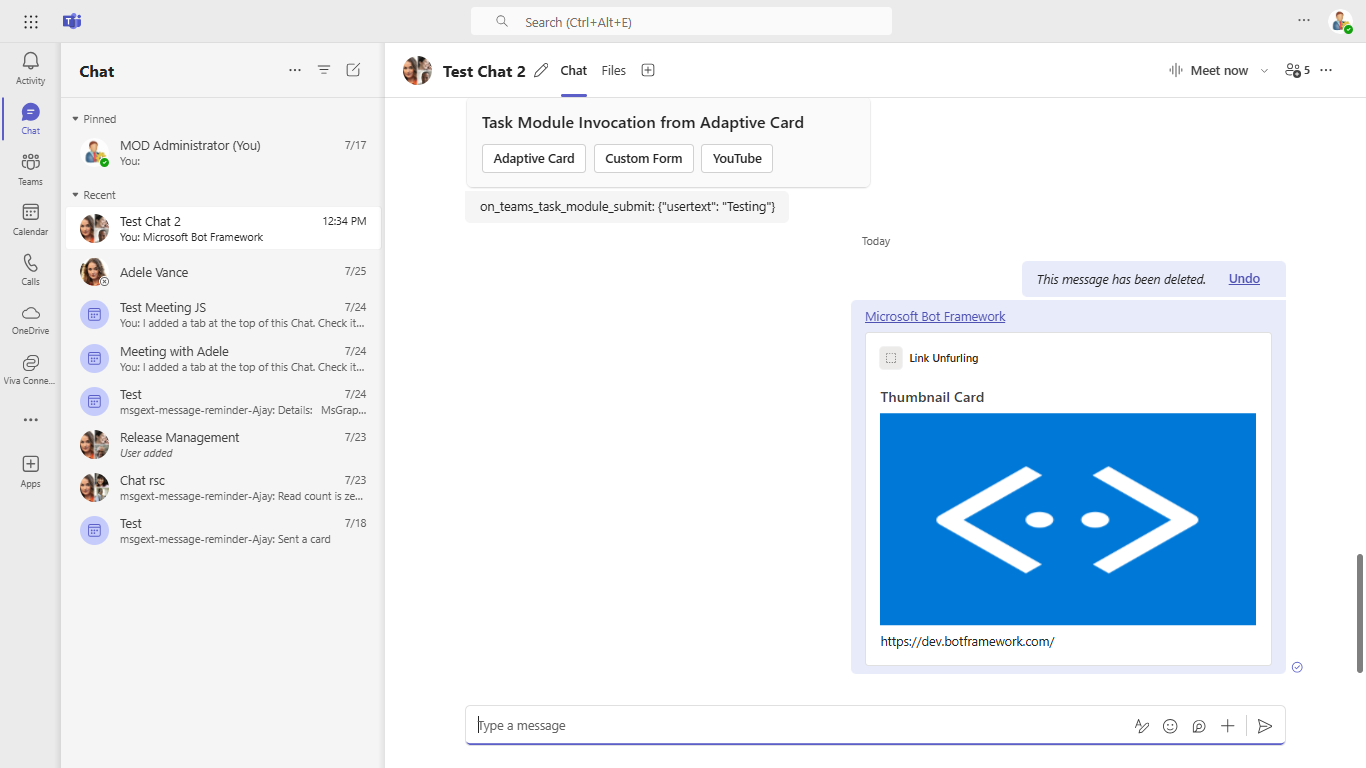 Search (Ctrl+Alt+E)
Activity
Chat
Teams
Calendar
Calls
OneDrive
Viva Conne...
Apps
Chat
Pinned
MOD Administrator (You) 7/17
You:
Recent
Test Chat 2 12:34 PM
You: Microsoft Bot Framework
Adele Vance 7/25
Test Meeting JS 7/24
You: I added a tab at the top of this Chat. Check it...
Meeting with Adele 7/24
You: I added a tab at the top of this Chat. Check it...
Test 7/24
msgext-message-reminder-Ajay: Details: MsGrap...
Release Management 7/23
User added
Chat rsc 7/23
msgext-message-reminder-Ajay: Read count is ze...
Test 7/18
msgext-message-reminder-Ajay: Sent a card
Test Chat 2 Chat Files Meet now 5
Task Module Invocation from Adaptive Card
Adaptive Card Custom Form YouTube
on_teams_task_module_submit: {"usertext": "Testing"}
Today
This message has been deleted. Undo
Microsoft Bot Framework
Link Unfurling
Thumbnail Card
https://dev.botframework.com/
Type a message